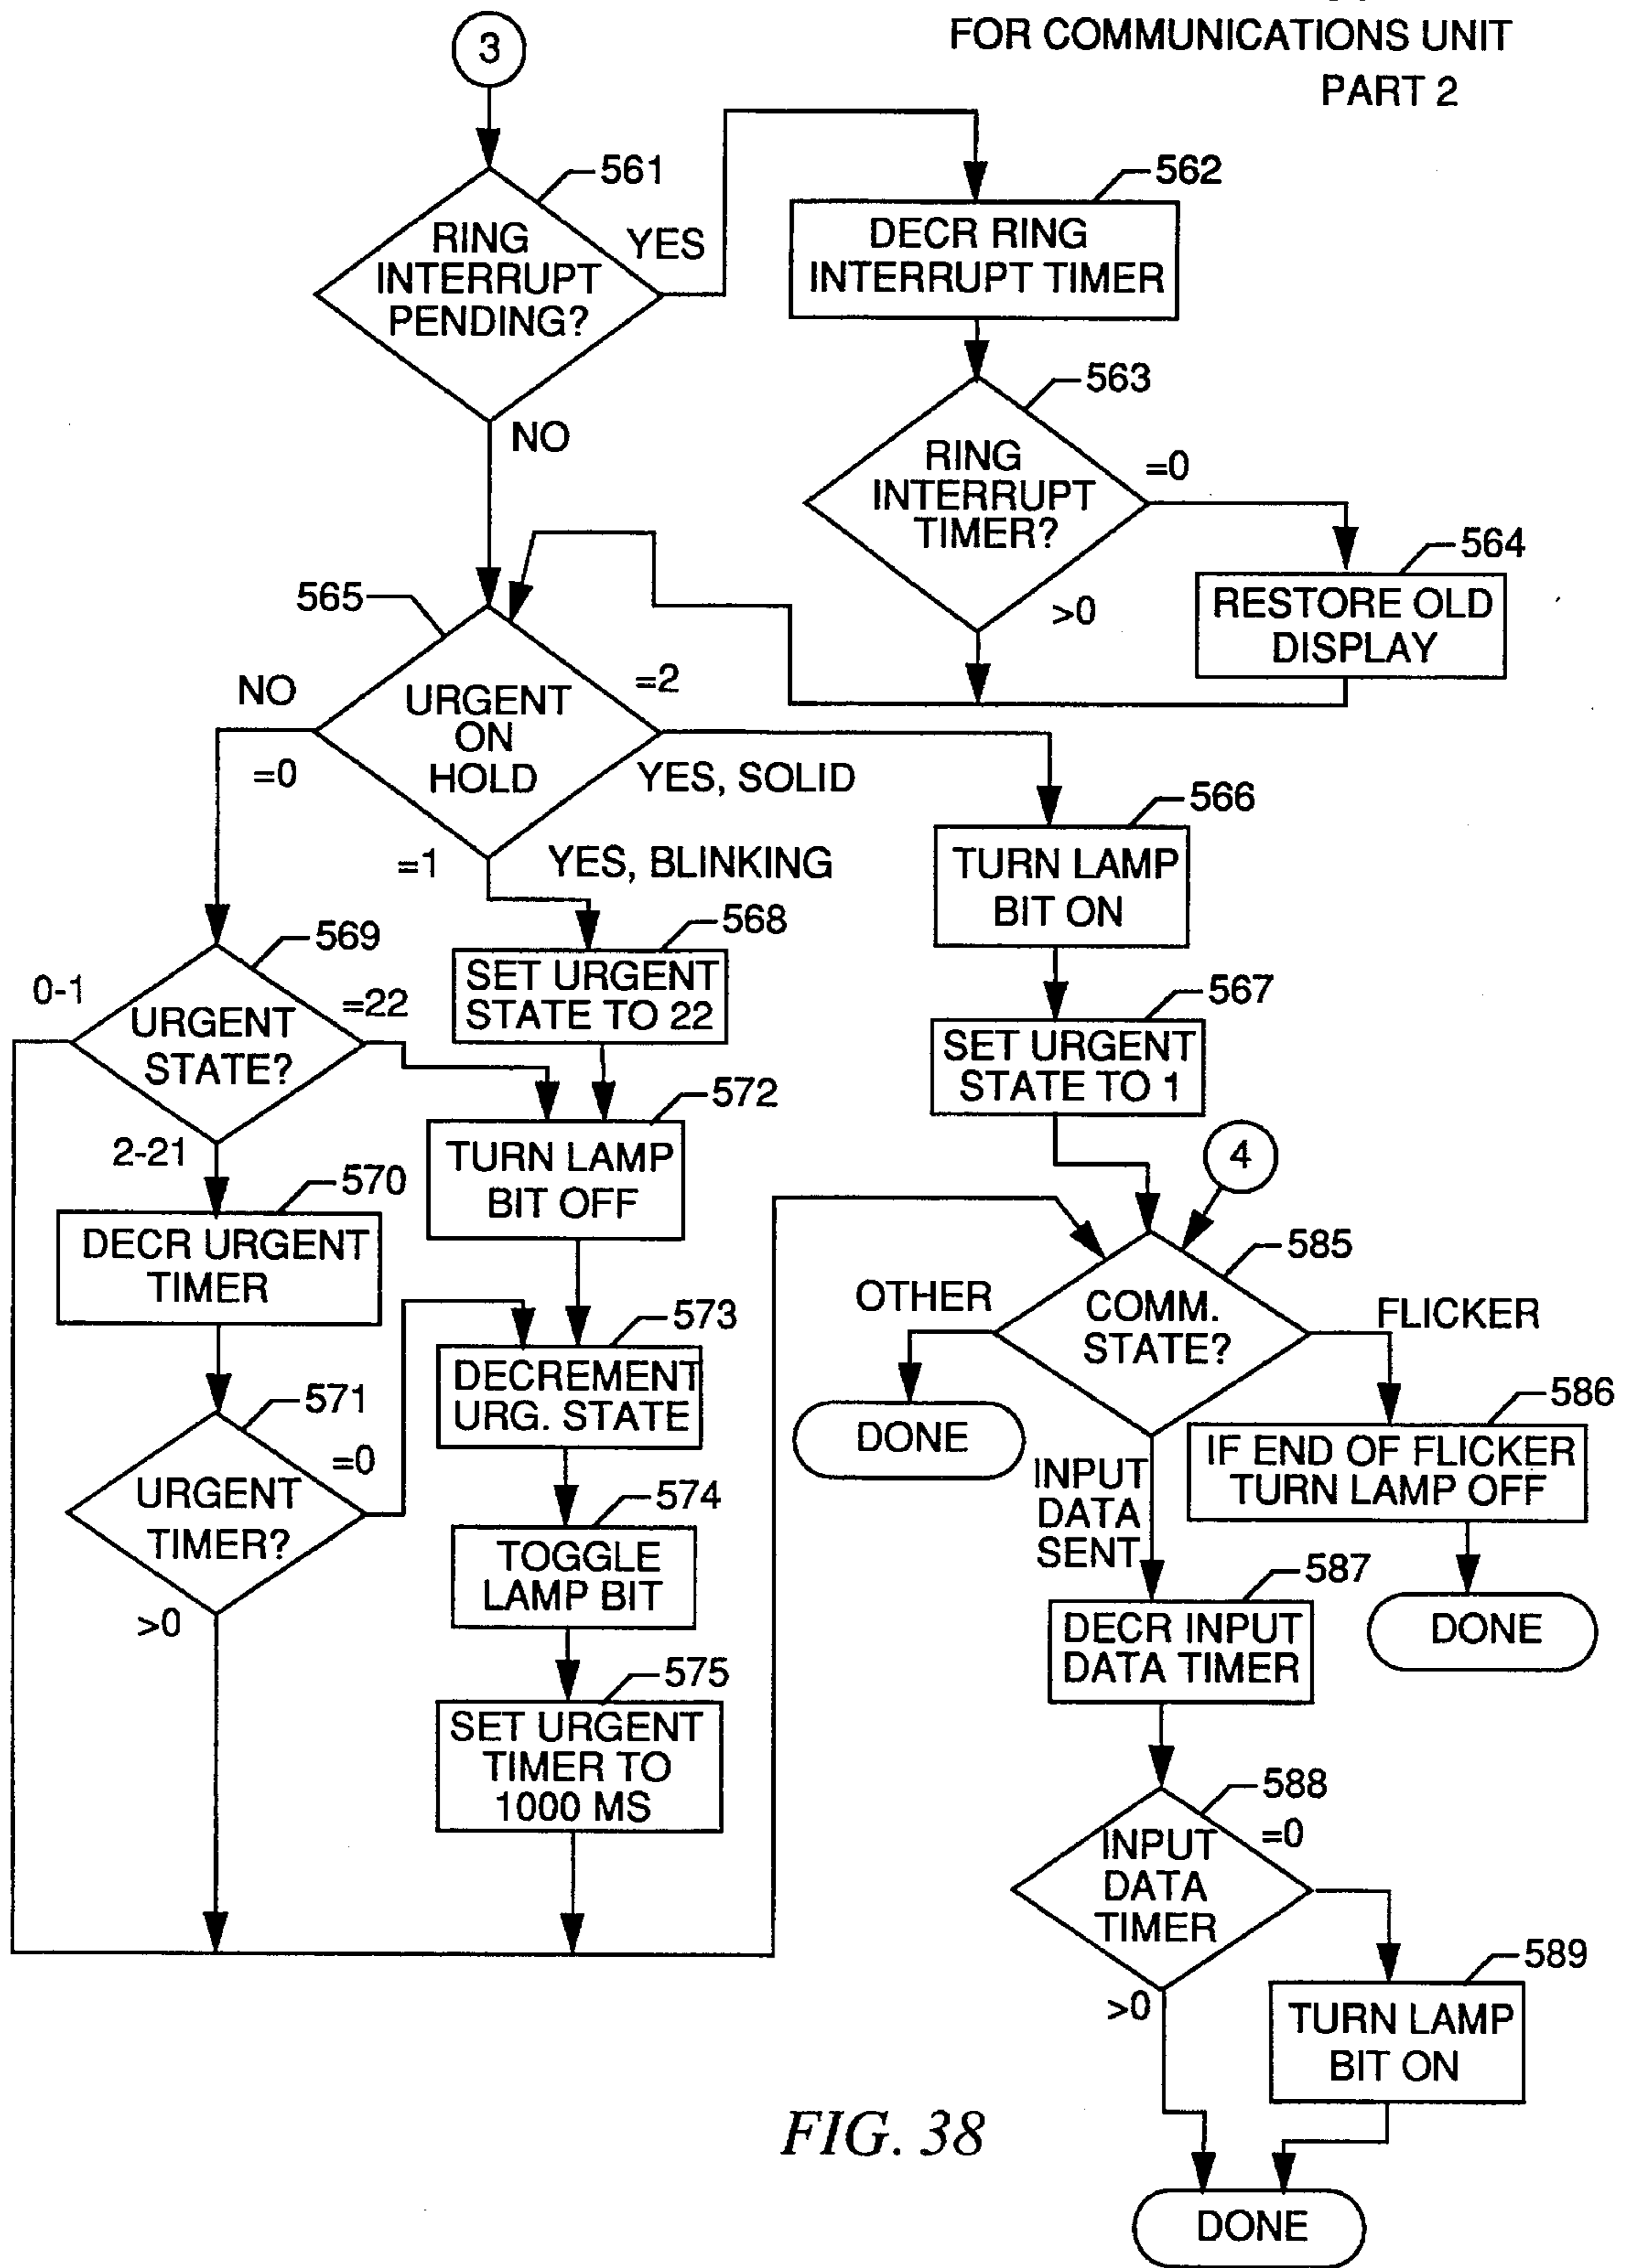 FOR COMMUNICATIONS UNIT
PART 2
3
561
RING
INTERRUPT
PENDING?
YES
NO
562
DECR RING
INTERRUPT TIMER
563
RING
INTERRUPT
TIMER?
=0
>0
564
RESTORE OLD
DISPLAY
565
URGENT
ON
HOLD
NO
=0
=2
YES, SOLID
=1
YES, BLINKING
566
TURN LAMP
BIT ON
567
SET URGENT
STATE TO 1
568
SET URGENT
STATE TO 22
569
URGENT
STATE?
0-1
=22
2-21
570
DECR URGENT
TIMER
571
URGENT
TIMER?
=0
>0
572
TURN LAMP
BIT OFF
573
DECREMENT
URG. STATE
574
TOGGLE
LAMP BIT
575
SET URGENT
TIMER TO
1000 MS
4
585
COMM.
STATE?
OTHER
DONE
FLICKER
586
IF END OF FLICKER
TURN LAMP OFF
DONE
INPUT
DATA
SENT
587
DECR INPUT
DATA TIMER
588
INPUT
DATA
TIMER
=0
>0
589
TURN LAMP
BIT ON
DONE
FIG. 38